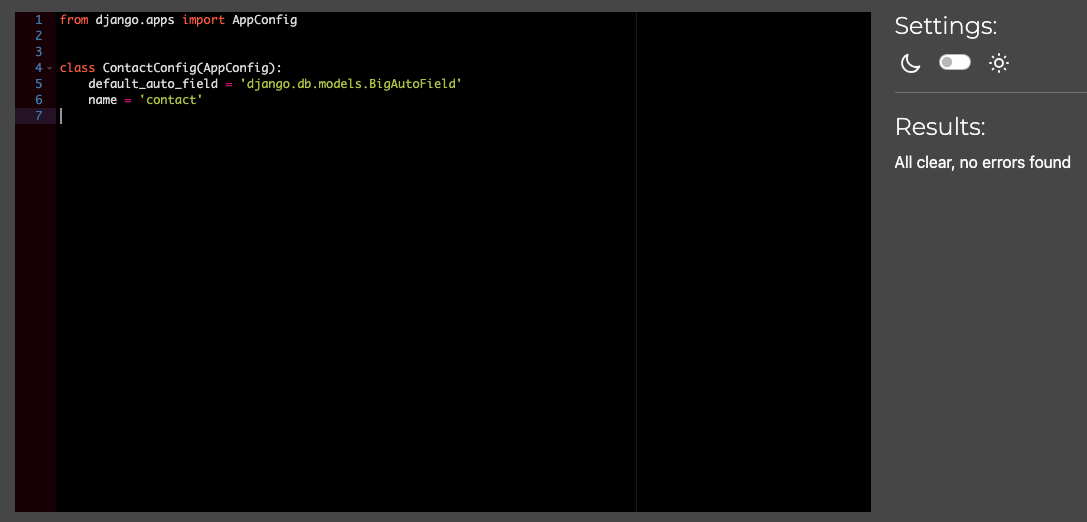 1 from django.apps import AppConfig
2
3
4 class ContactConfig(AppConfig):
5     default_auto_field = 'django.db.models.BigAutoField'
6     name = 'contact'
7
Settings:
Results:
All clear, no errors found